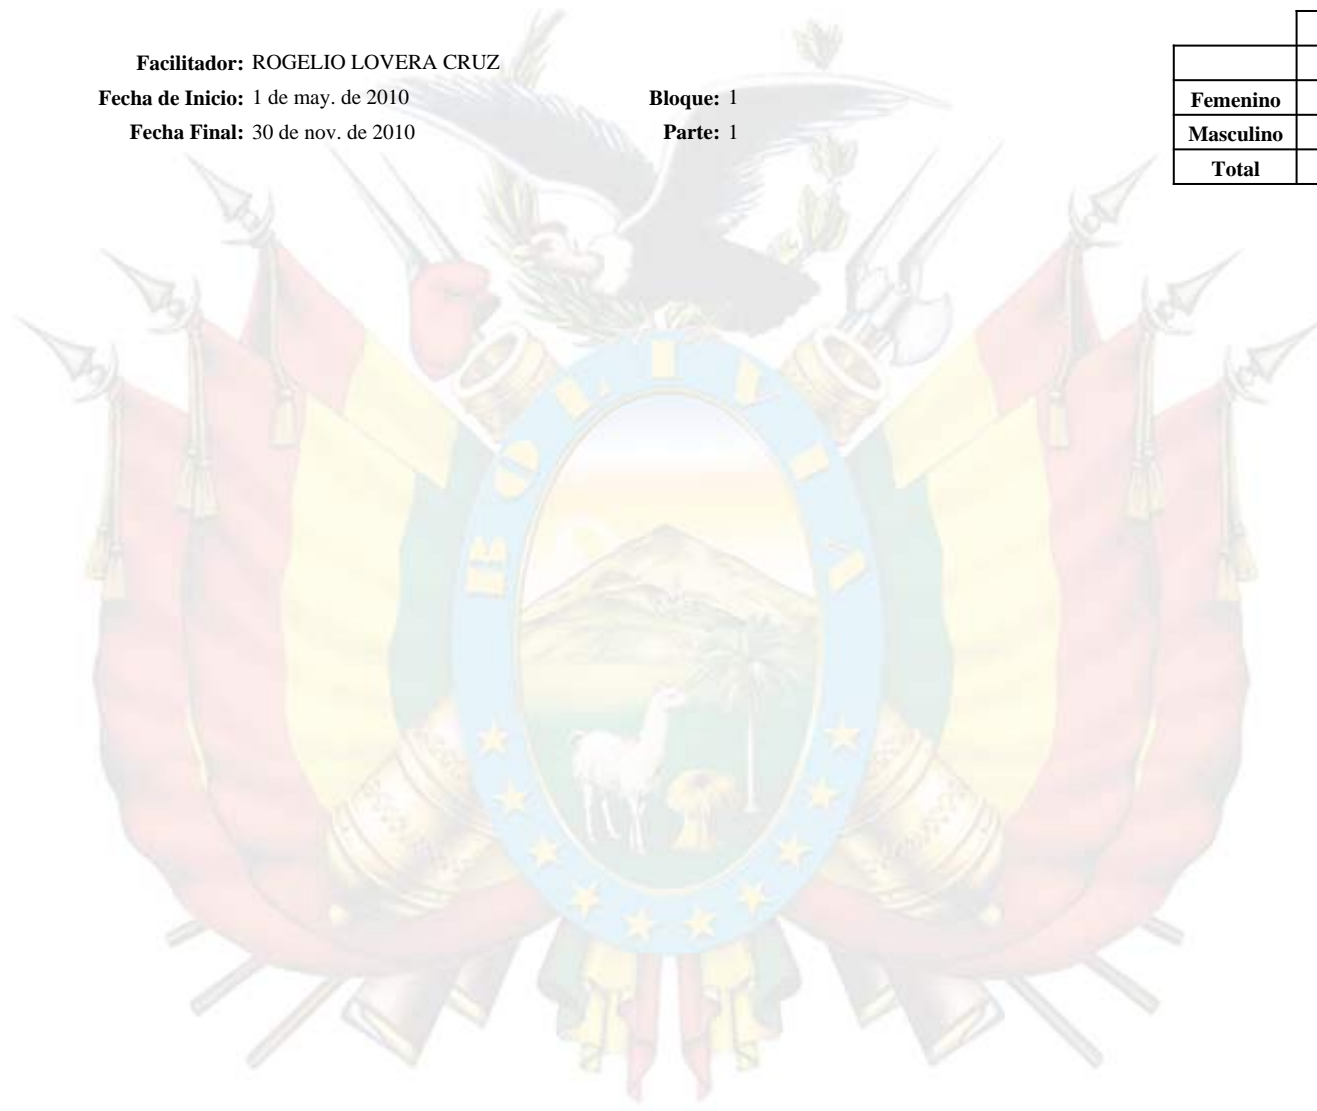 Facilitador: ROGELIO LOVERA CRUZ
Fecha de Inicio: 1 de may. de 2010 Bloque: 1
Fecha Final: 30 de nov. de 2010 Parte: 1
Femenino
Masculino
Total
BOLIVIA